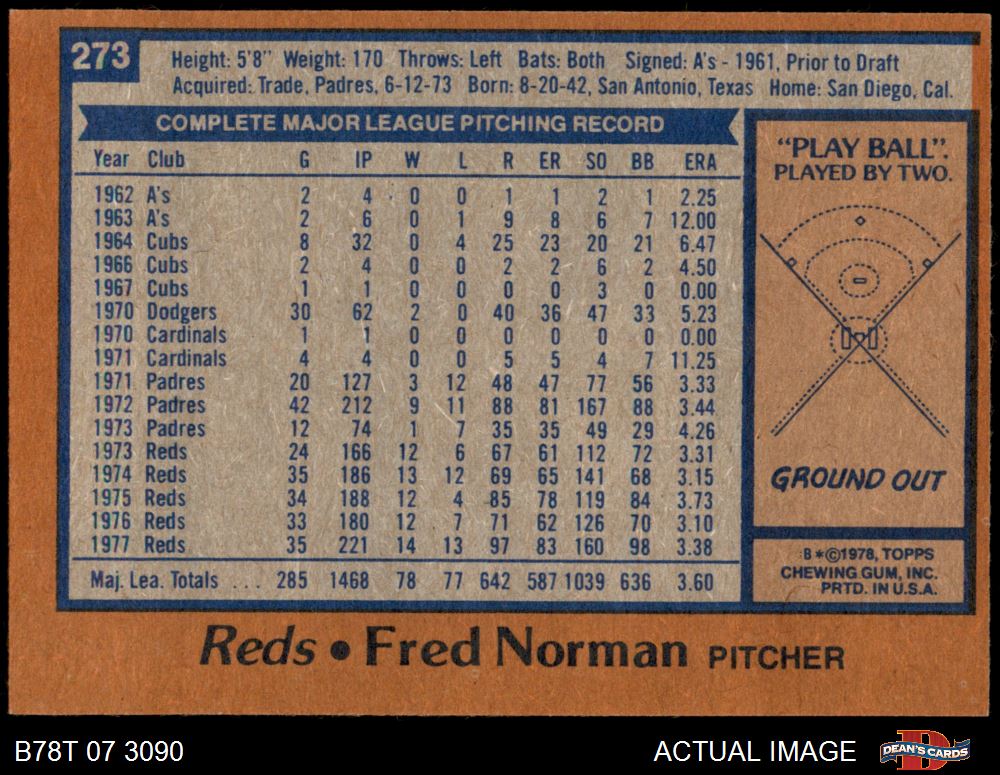 273
Height: 5'8" Weight: 170 Throws: Left Bats: Both Signed: A's - 1961, Prior to Draft
Acquired: Trade, Padres, 6-12-73 Born: 8-20-42, San Antonio, Texas Home: San Diego, Cal.
COMPLETE MAJOR LEAGUE PITCHING RECORD
Year Club G IP W L R ER SO BB ERA
1962 A's 2 4 0 0 1 1 2 1 2.25
1963 A's 2 6 0 1 9 8 6 7 12.00
1964 Cubs 8 32 0 4 25 23 20 21 6.47
1966 Cubs 2 4 0 0 2 2 6 2 4.50
1967 Cubs 1 1 0 0 0 0 3 0 0.00
1970 Dodgers 30 62 2 0 40 36 47 33 5.23
1970 Cardinals 1 1 0 0 0 0 0 0 0.00
1971 Cardinals 4 4 0 0 5 5 4 7 11.25
1971 Padres 20 127 3 12 48 47 77 56 3.33
1972 Padres 42 212 9 11 88 81 167 88 3.44
1973 Padres 12 74 1 7 35 35 49 29 4.26
1973 Reds 24 166 12 6 67 61 112 72 3.31
1974 Reds 35 186 13 12 69 65 141 68 3.15
1975 Reds 34 188 12 4 85 78 119 84 3.73
1976 Reds 33 180 12 7 71 62 126 70 3.10
1977 Reds 35 221 14 13 97 83 160 98 3.38
Maj. Lea. Totals ... 285 1468 78 77 642 587 1039 636 3.60
"PLAY BALL".
PLAYED BY TWO.
GROUND OUT
B*©1978, TOPPS
CHEWING GUM, INC.
PRTD. IN U.S.A.
Reds • Fred Norman PITCHER
B78T 07 3090 ACTUAL IMAGE
D
DEAN'S CARDS